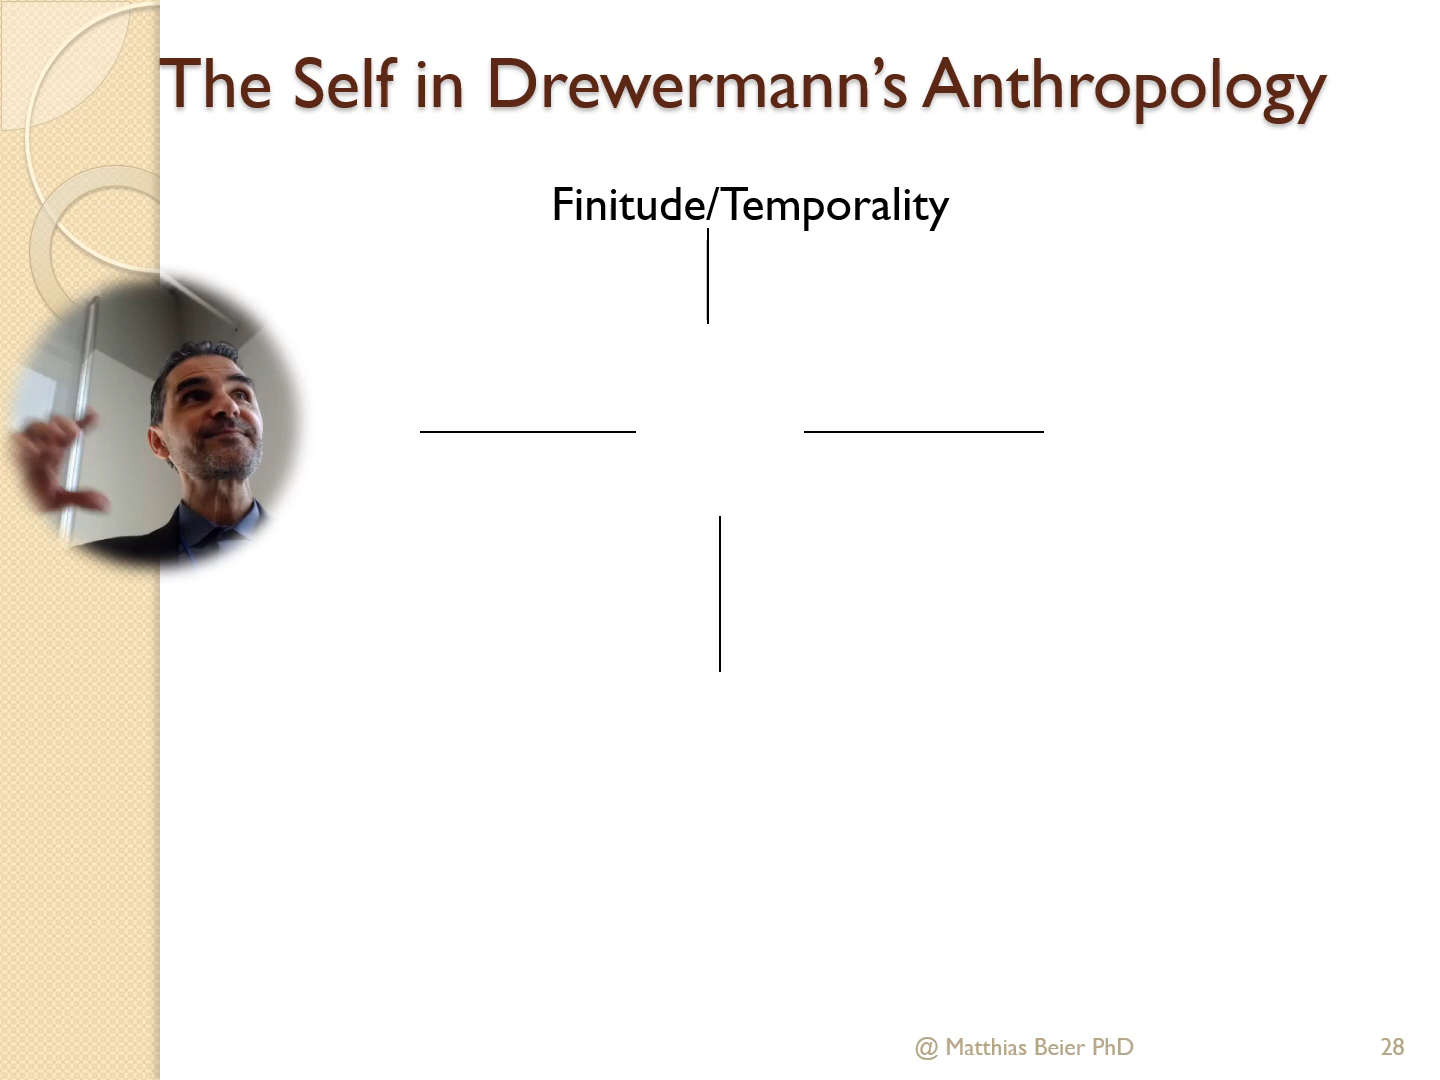 The Self in Drewermann’s Anthropology
Finitude/Temporality
@ Matthias Beier PhD
28